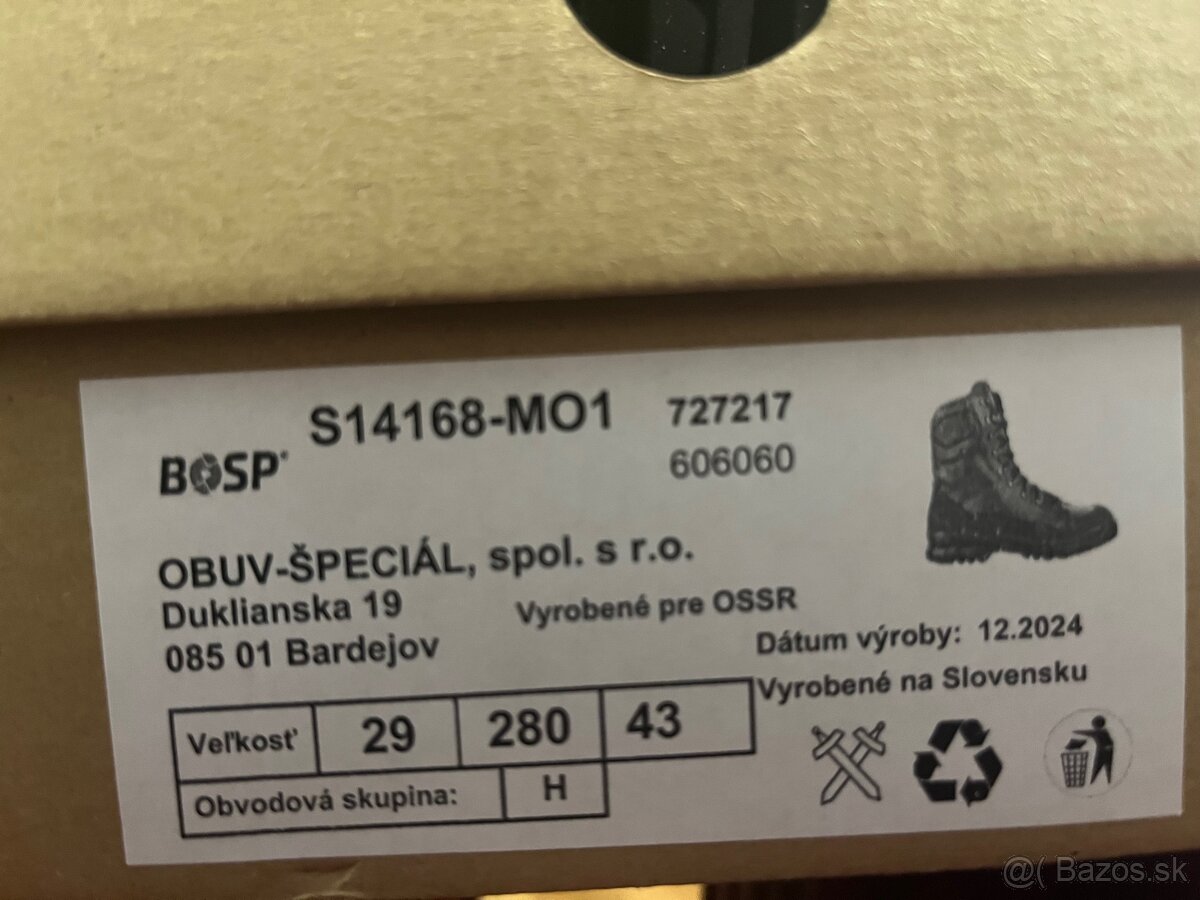 S14168-MO1 727217
606060
BOSP
OBUV-ŠPECIÁL, spol. s r.o.
Duklianska 19
Vyrobené pre OSSR
085 01 Bardejov
Dátum výroby: 12.2024
Vyrobené na Slovensku
Veľkosť 29 280 43
Obvodová skupina: H
@( Bazos.sk